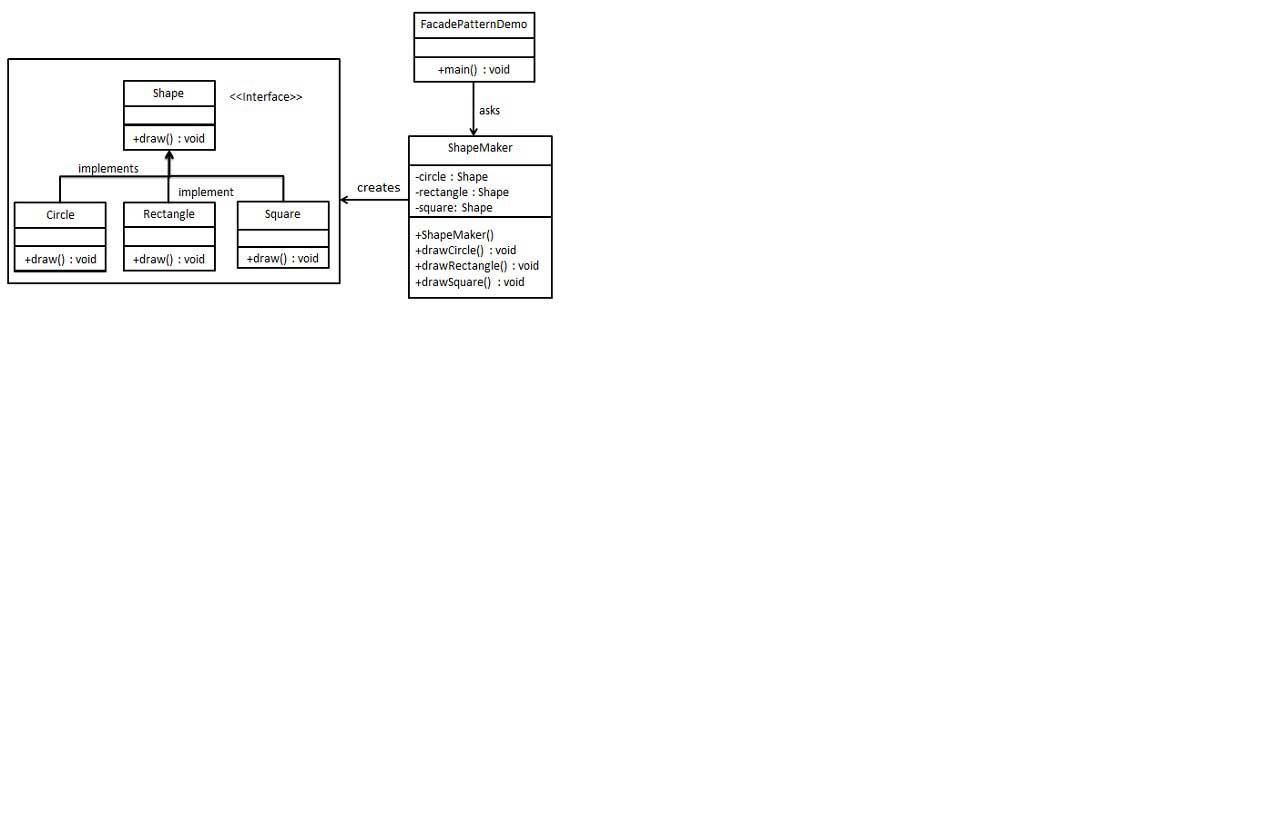 FacadePatternDemo
+main() : void
asks
Shape
<<Interface>>
+draw() : void
implements
implement
Circle
+draw() : void
Rectangle
+draw() : void
Square
+draw() : void
creates
ShapeMaker
-circle : Shape
-rectangle : Shape
-square: Shape
+ShapeMaker()
+drawCircle() : void
+drawRectangle() : void
+drawSquare() : void